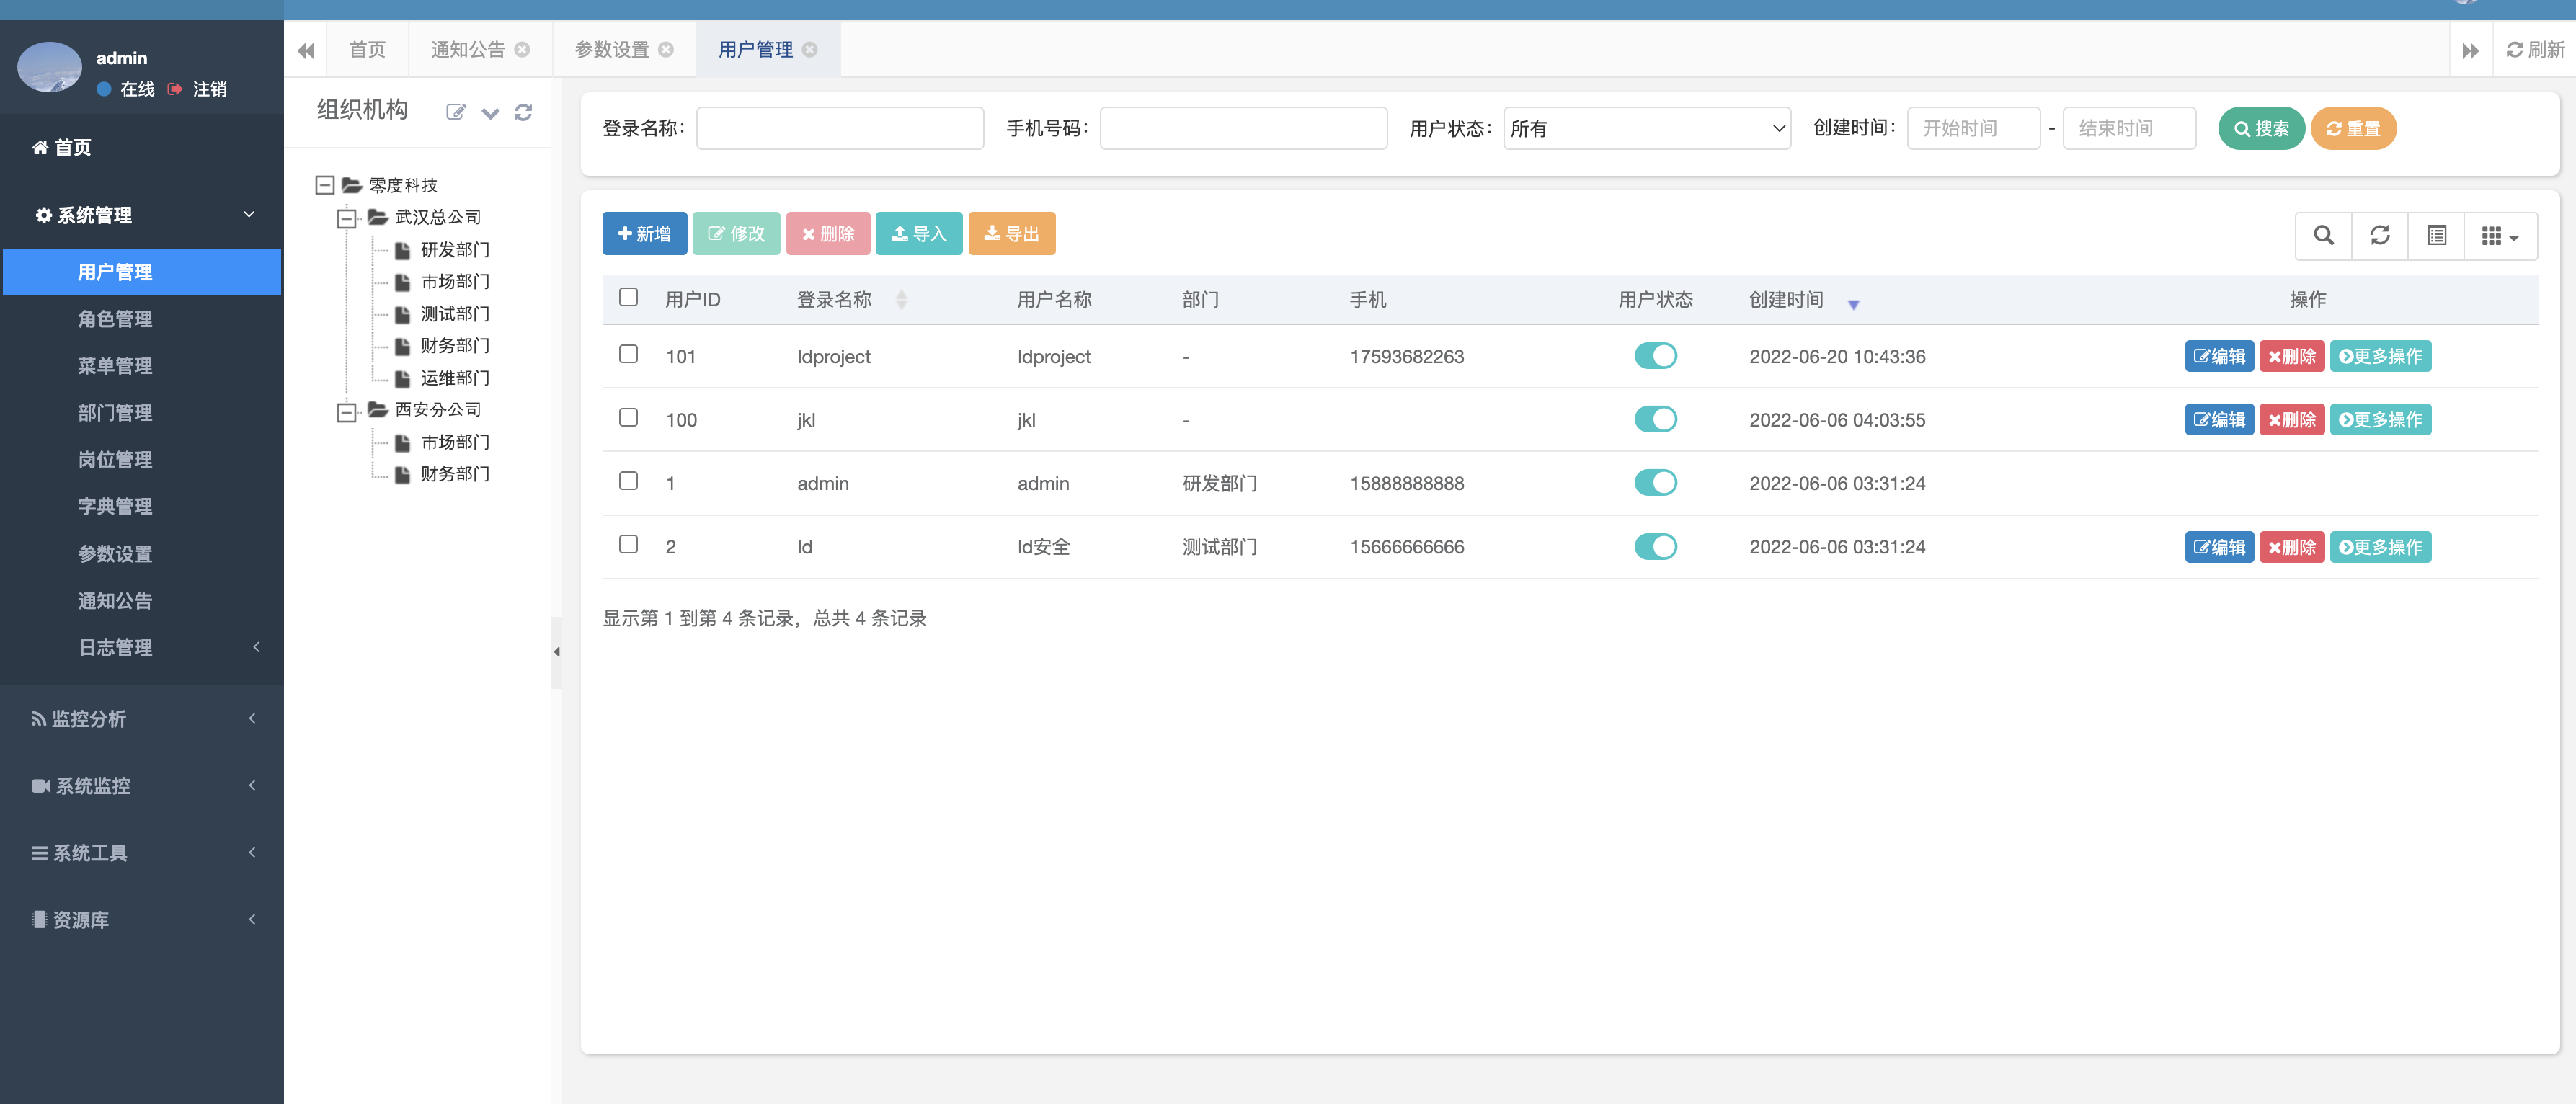 admin
在线 注销
首页
系统管理
用户管理
角色管理
菜单管理
部门管理
岗位管理
字典管理
参数设置
通知公告
日志管理
监控分析
系统监控
系统工具
资源库
首页 通知公告 参数设置 用户管理 刷新
组织机构
零度科技
武汉总公司
研发部门
市场部门
测试部门
财务部门
运维部门
西安分公司
市场部门
财务部门
登录名称： 手机号码： 用户状态： 所有 创建时间： 开始时间 - 结束时间 搜索 重置
新增 修改 删除 导入 导出
用户ID 登录名称 用户名称 部门 手机 用户状态 创建时间 操作
101 ldproject ldproject - 17593682263 2022-06-20 10:43:36 编辑 删除 更多操作
100 jkl jkl - 2022-06-06 04:03:55 编辑 删除 更多操作
1 admin admin 研发部门 15888888888 2022-06-06 03:31:24
2 ld ld安全 测试部门 15666666666 2022-06-06 03:31:24 编辑 删除 更多操作
显示第 1 到第 4 条记录，总共 4 条记录